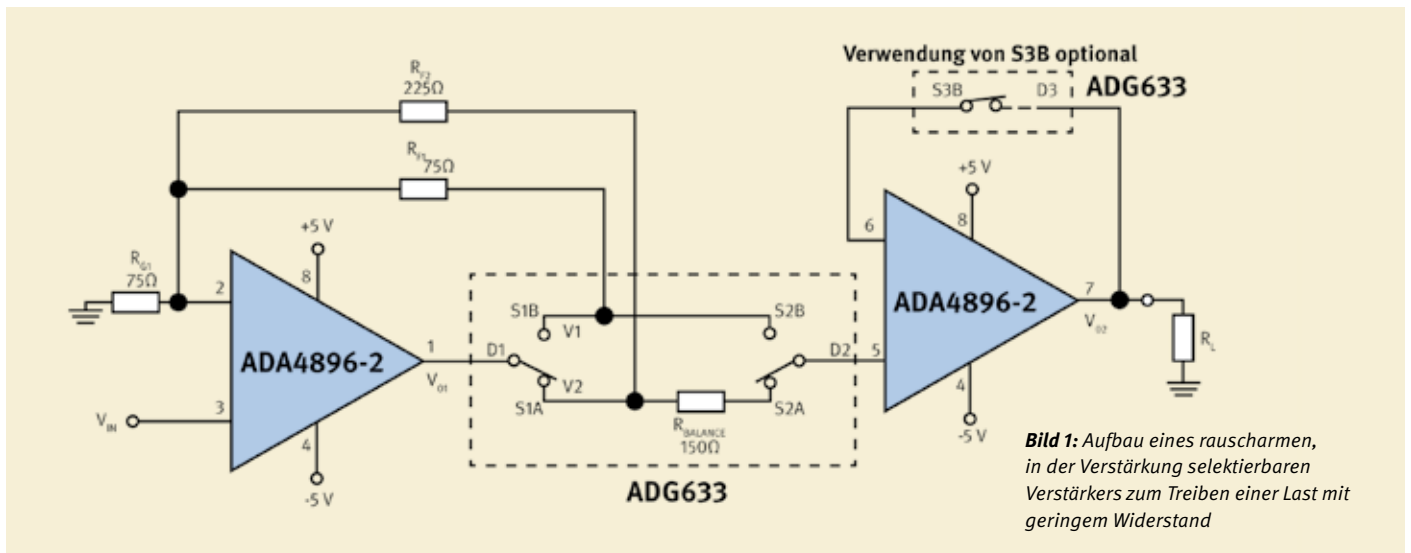 Verwendung von S3B optional
ADG633
S3B
D3
R_F2
225Ω
R_F1
75Ω
+5 V
+5 V
R_G1
75Ω
2
8
6
8
ADA4896-2
ADA4896-2
S1B
V1
S2B
1
D1
D2
5
7
V_O1
V_O2
R_L
V2
S1A
S2A
3
V_IN
4
4
R_BALANCE
150Ω
-5 V
-5 V
ADG633
Bild 1: Aufbau eines rauscharmen,
in der Verstärkung selektierbaren
Verstärkers zum Treiben einer Last mit
geringem Widerstand